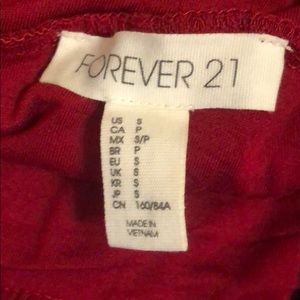 FOREVER 21
US S
CA P
MX S/P
BR P
EU S
UK S
KR S
JP S
CN 160/84A
MADE IN
VIETNAM